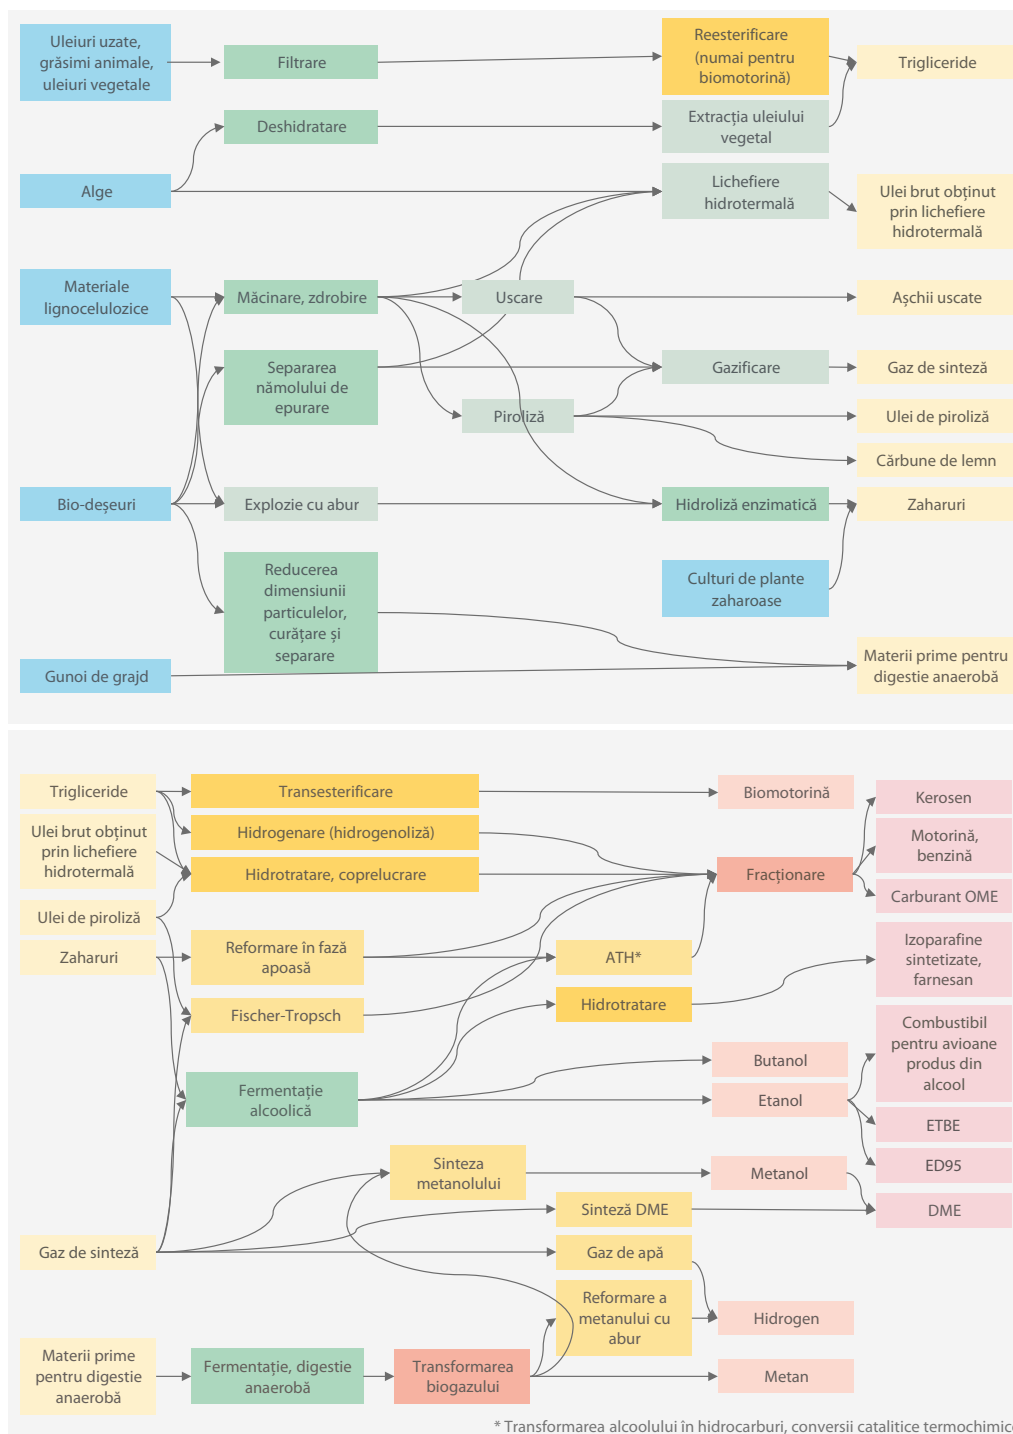 Uleiuri uzate,
grăsimi animale,
uleiuri vegetale
Filtrare
Reesterificare
(numai pentru
biomotorină)
Trigliceride
Deshidratare
Extracția uleiului
vegetal
Alge
Lichefiere
hidrotermală
Ulei brut obținut
prin lichefiere
hidrotermală
Materiale
lignocelulozice
Măcinare, zdrobire
Uscare
Așchii uscate
Separarea
nămolului de
epurare
Gazificare
Gaz de sinteză
Piroliză
Ulei de piroliză
Cărbune de lemn
Bio-deșeuri
Explozie cu abur
Hidroliză enzimatică
Zaharuri
Reducerea
dimensiunii
particulelor,
curățare și
separare
Culturi de plante
zaharoase
Gunoi de grajd
Materii prime pentru
digestie anaerobă
Trigliceride
Transesterificare
Biomotorină
Kerosen
Ulei brut obținut
prin lichefiere
hidrotermală
Hidrogenare (hidrogenoliză)
Motorină,
benzină
Hidrotratare, coprelucrare
Fracționare
Carburant OME
Ulei de piroliză
Zaharuri
Reformare în fază
apoasă
ATH*
Izoparafine
sintetizate,
farnesan
Fischer-Tropsch
Hidrotratare
Combustibil
pentru avioane
produs din
alcool
Fermentație
alcoolică
Butanol
Etanol
ETBE
ED95
Sinteza
metanolului
Metanol
DME
Sinteză DME
Gaz de sinteză
Gaz de apă
Reformare a
metanului cu
abur
Hidrogen
Materii prime
pentru digestie
anaerobă
Fermentație, digestie
anaerobă
Transformarea
biogazului
Metan
* Transformarea alcoolului în hidrocarburi, conversii catalitice termochimice